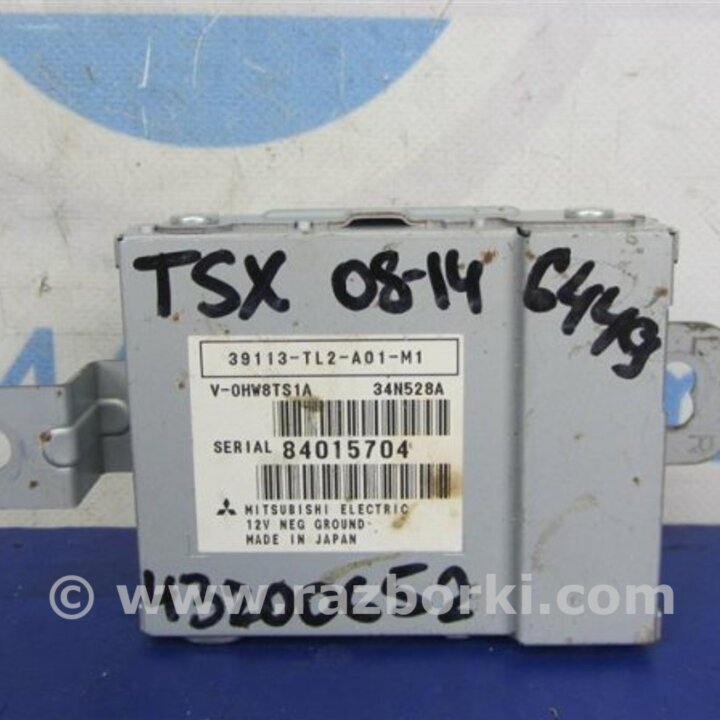 TSX 08-14 6449
39113-TL2-A01-M1
V-0HW8TS1A 34N528A
SERIAL 84015704
MITSUBISHI ELECTRIC
12V NEG GROUND
MADE IN JAPAN
R
© www.razborki.com